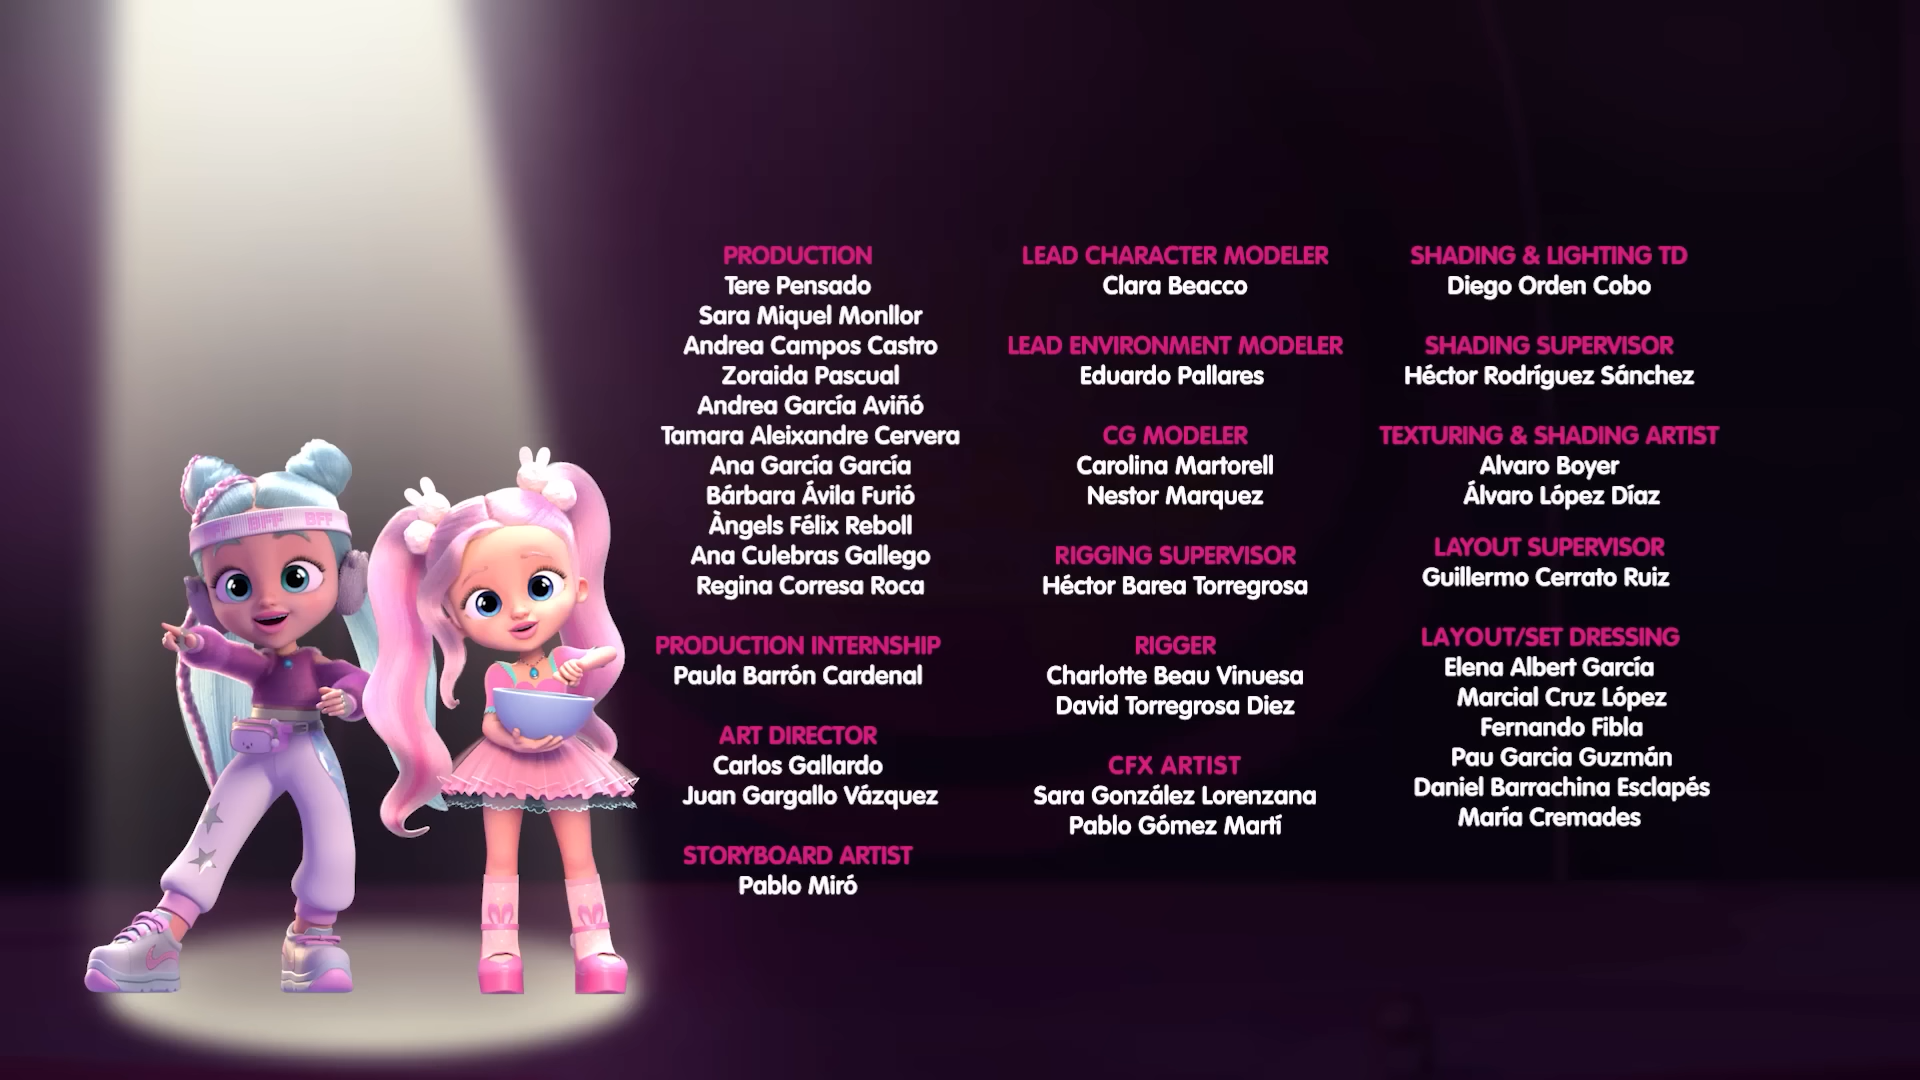 PRODUCTION
Tere Pensado
Sara Miquel Monllor
Andrea Campos Castro
Zoraida Pascual
Andrea García Aviñó
Tamara Aleixandre Cervera
Ana García García
Bárbara Ávila Furió
Àngels Félix Reboll
Ana Culebras Gallego
Regina Corresa Roca
PRODUCTION INTERNSHIP
Paula Barrón Cardenal
ART DIRECTOR
Carlos Gallardo
Juan Gargallo Vázquez
STORYBOARD ARTIST
Pablo Miró
LEAD CHARACTER MODELER
Clara Beacco
LEAD ENVIRONMENT MODELER
Eduardo Pallares
CG MODELER
Carolina Martorell
Nestor Marquez
RIGGING SUPERVISOR
Héctor Barea Torregrosa
RIGGER
Charlotte Beau Vinuesa
David Torregrosa Diez
CFX ARTIST
Sara González Lorenzana
Pablo Gómez Martí
SHADING & LIGHTING TD
Diego Orden Cobo
SHADING SUPERVISOR
Héctor Rodríguez Sánchez
TEXTURING & SHADING ARTIST
Alvaro Boyer
Álvaro López Díaz
LAYOUT SUPERVISOR
Guillermo Cerrato Ruiz
LAYOUT/SET DRESSING
Elena Albert García
Marcial Cruz López
Fernando Fibla
Pau Garcia Guzmán
Daniel Barrachina Esclapés
María Cremades
BFF BFF